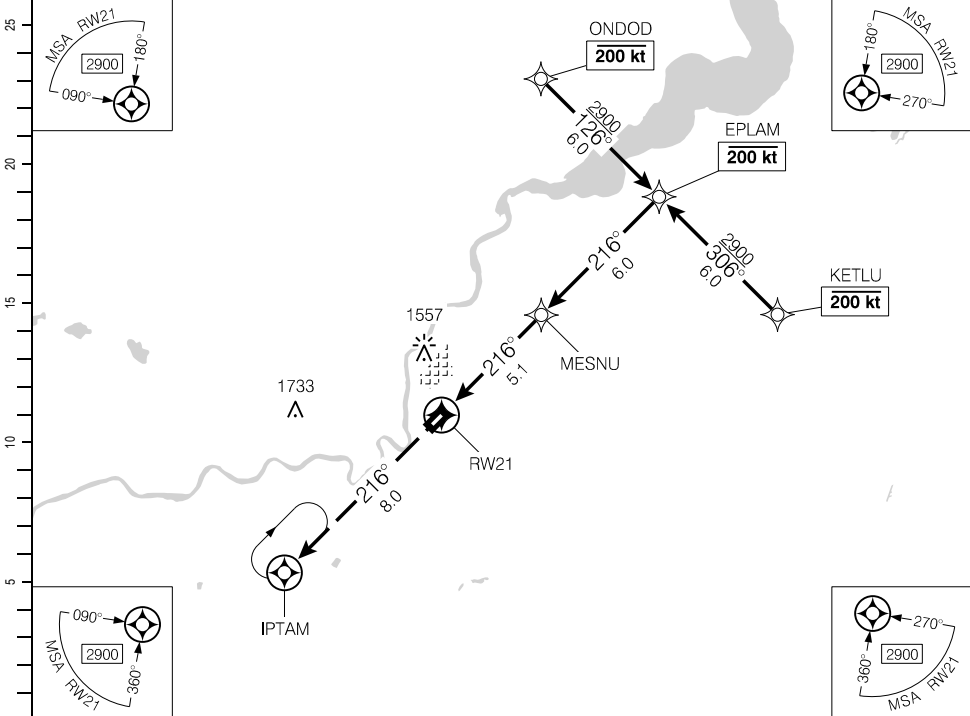 25
20
15
10
5
MSA RW21
2900
180°
090°
ONDOD
200 kt
MSA RW21
2900
180°
270°
2900
126°
6.0
EPLAM
200 kt
216°
6.0
2900
306°
6.0
KETLU
200 kt
1557
216°
5.1
MESNU
1733
RW21
216°
8.0
IPTAM
090°
2900
360°
MSA RW21
270°
2900
360°
MSA RW21